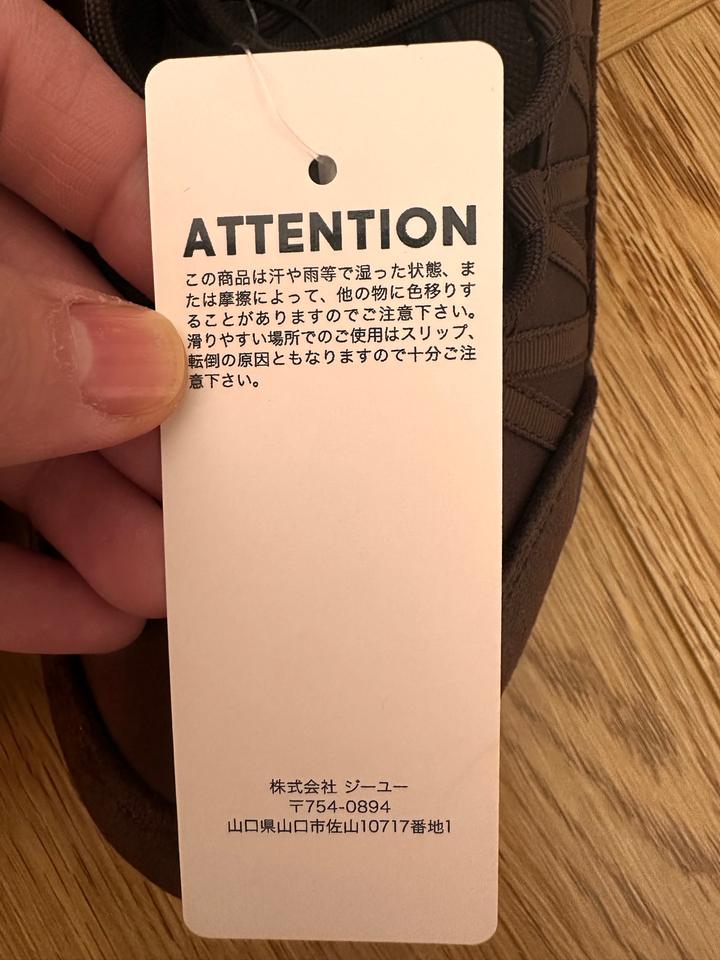 ATTENTION
この商品は汗や雨等で湿った状態、ま
たは摩擦によって、他の物に色移りす
ることがありますのでご注意下さい。
滑りやすい場所でのご使用はスリップ、
転倒の原因ともなりますので十分ご注
意下さい。
株式会社 ジーユー
〒754-0894
山口県山口市佐山10717番地1